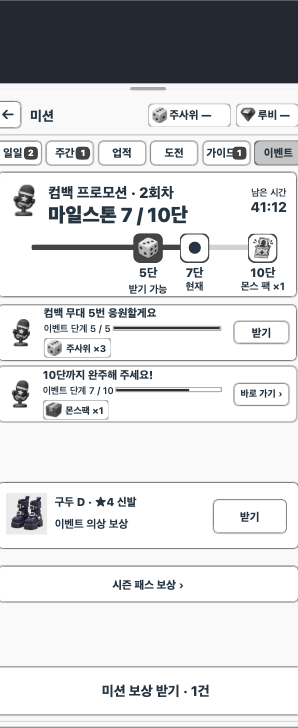 ← 미션
주사위 —
루비 —
일일 2
주간 1
업적
도전
가이드 1
이벤트
컴백 프로모션 · 2회차
마일스톤 7 / 10단
남은 시간
41:12
5단
받기 가능
7단
현재
10단
몬스 팩 ×1
컴백 무대 5번 응원할게요
이벤트 단계 5 / 5
주사위 ×3
받기
10단까지 완주해 주세요!
이벤트 단계 7 / 10
몬스팩 ×1
바로 가기 ›
구두 D · ★4 신발
이벤트 의상 보상
받기
시즌 패스 보상 ›
미션 보상 받기 · 1건